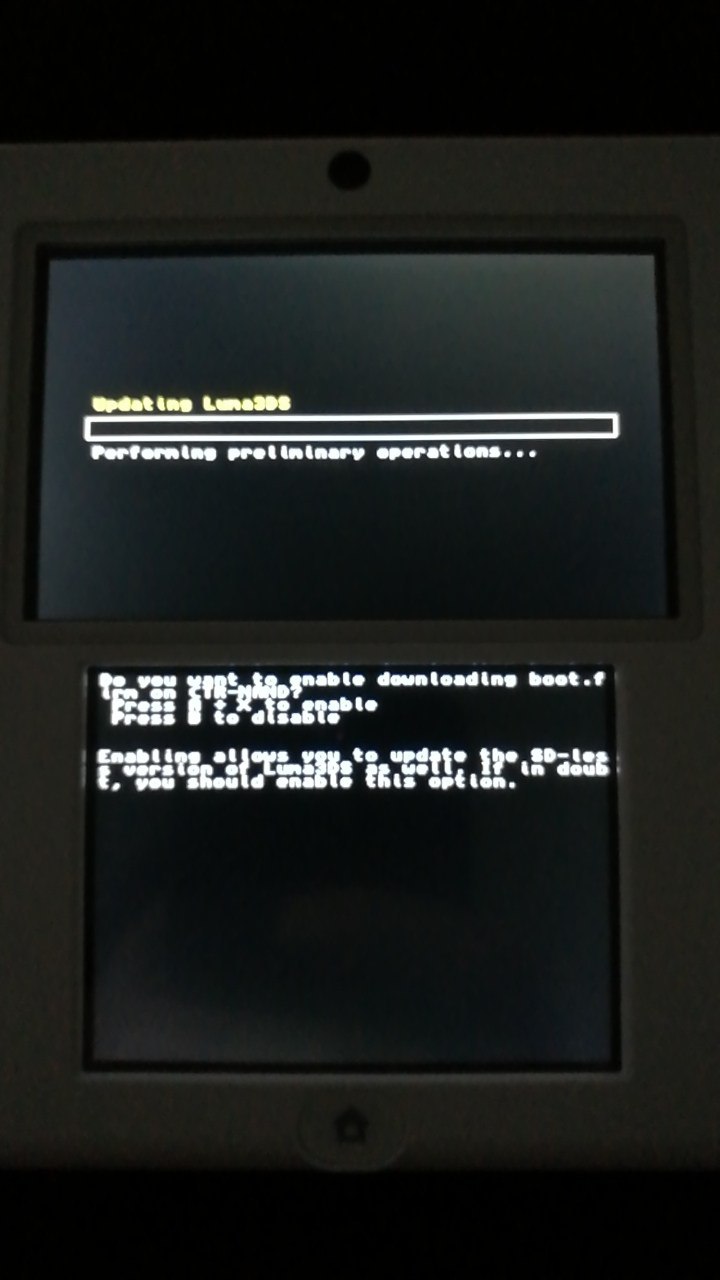 Updating Luma3DS
Performing preliminary operations...
Do you want to enable downloading boot.f
irm on CTR-NAND?
Press A + X to enable
Press B to disable
Enabling allows you to update the SD-les
s version of Luma3DS as well. If in doub
t, you should enable this option.